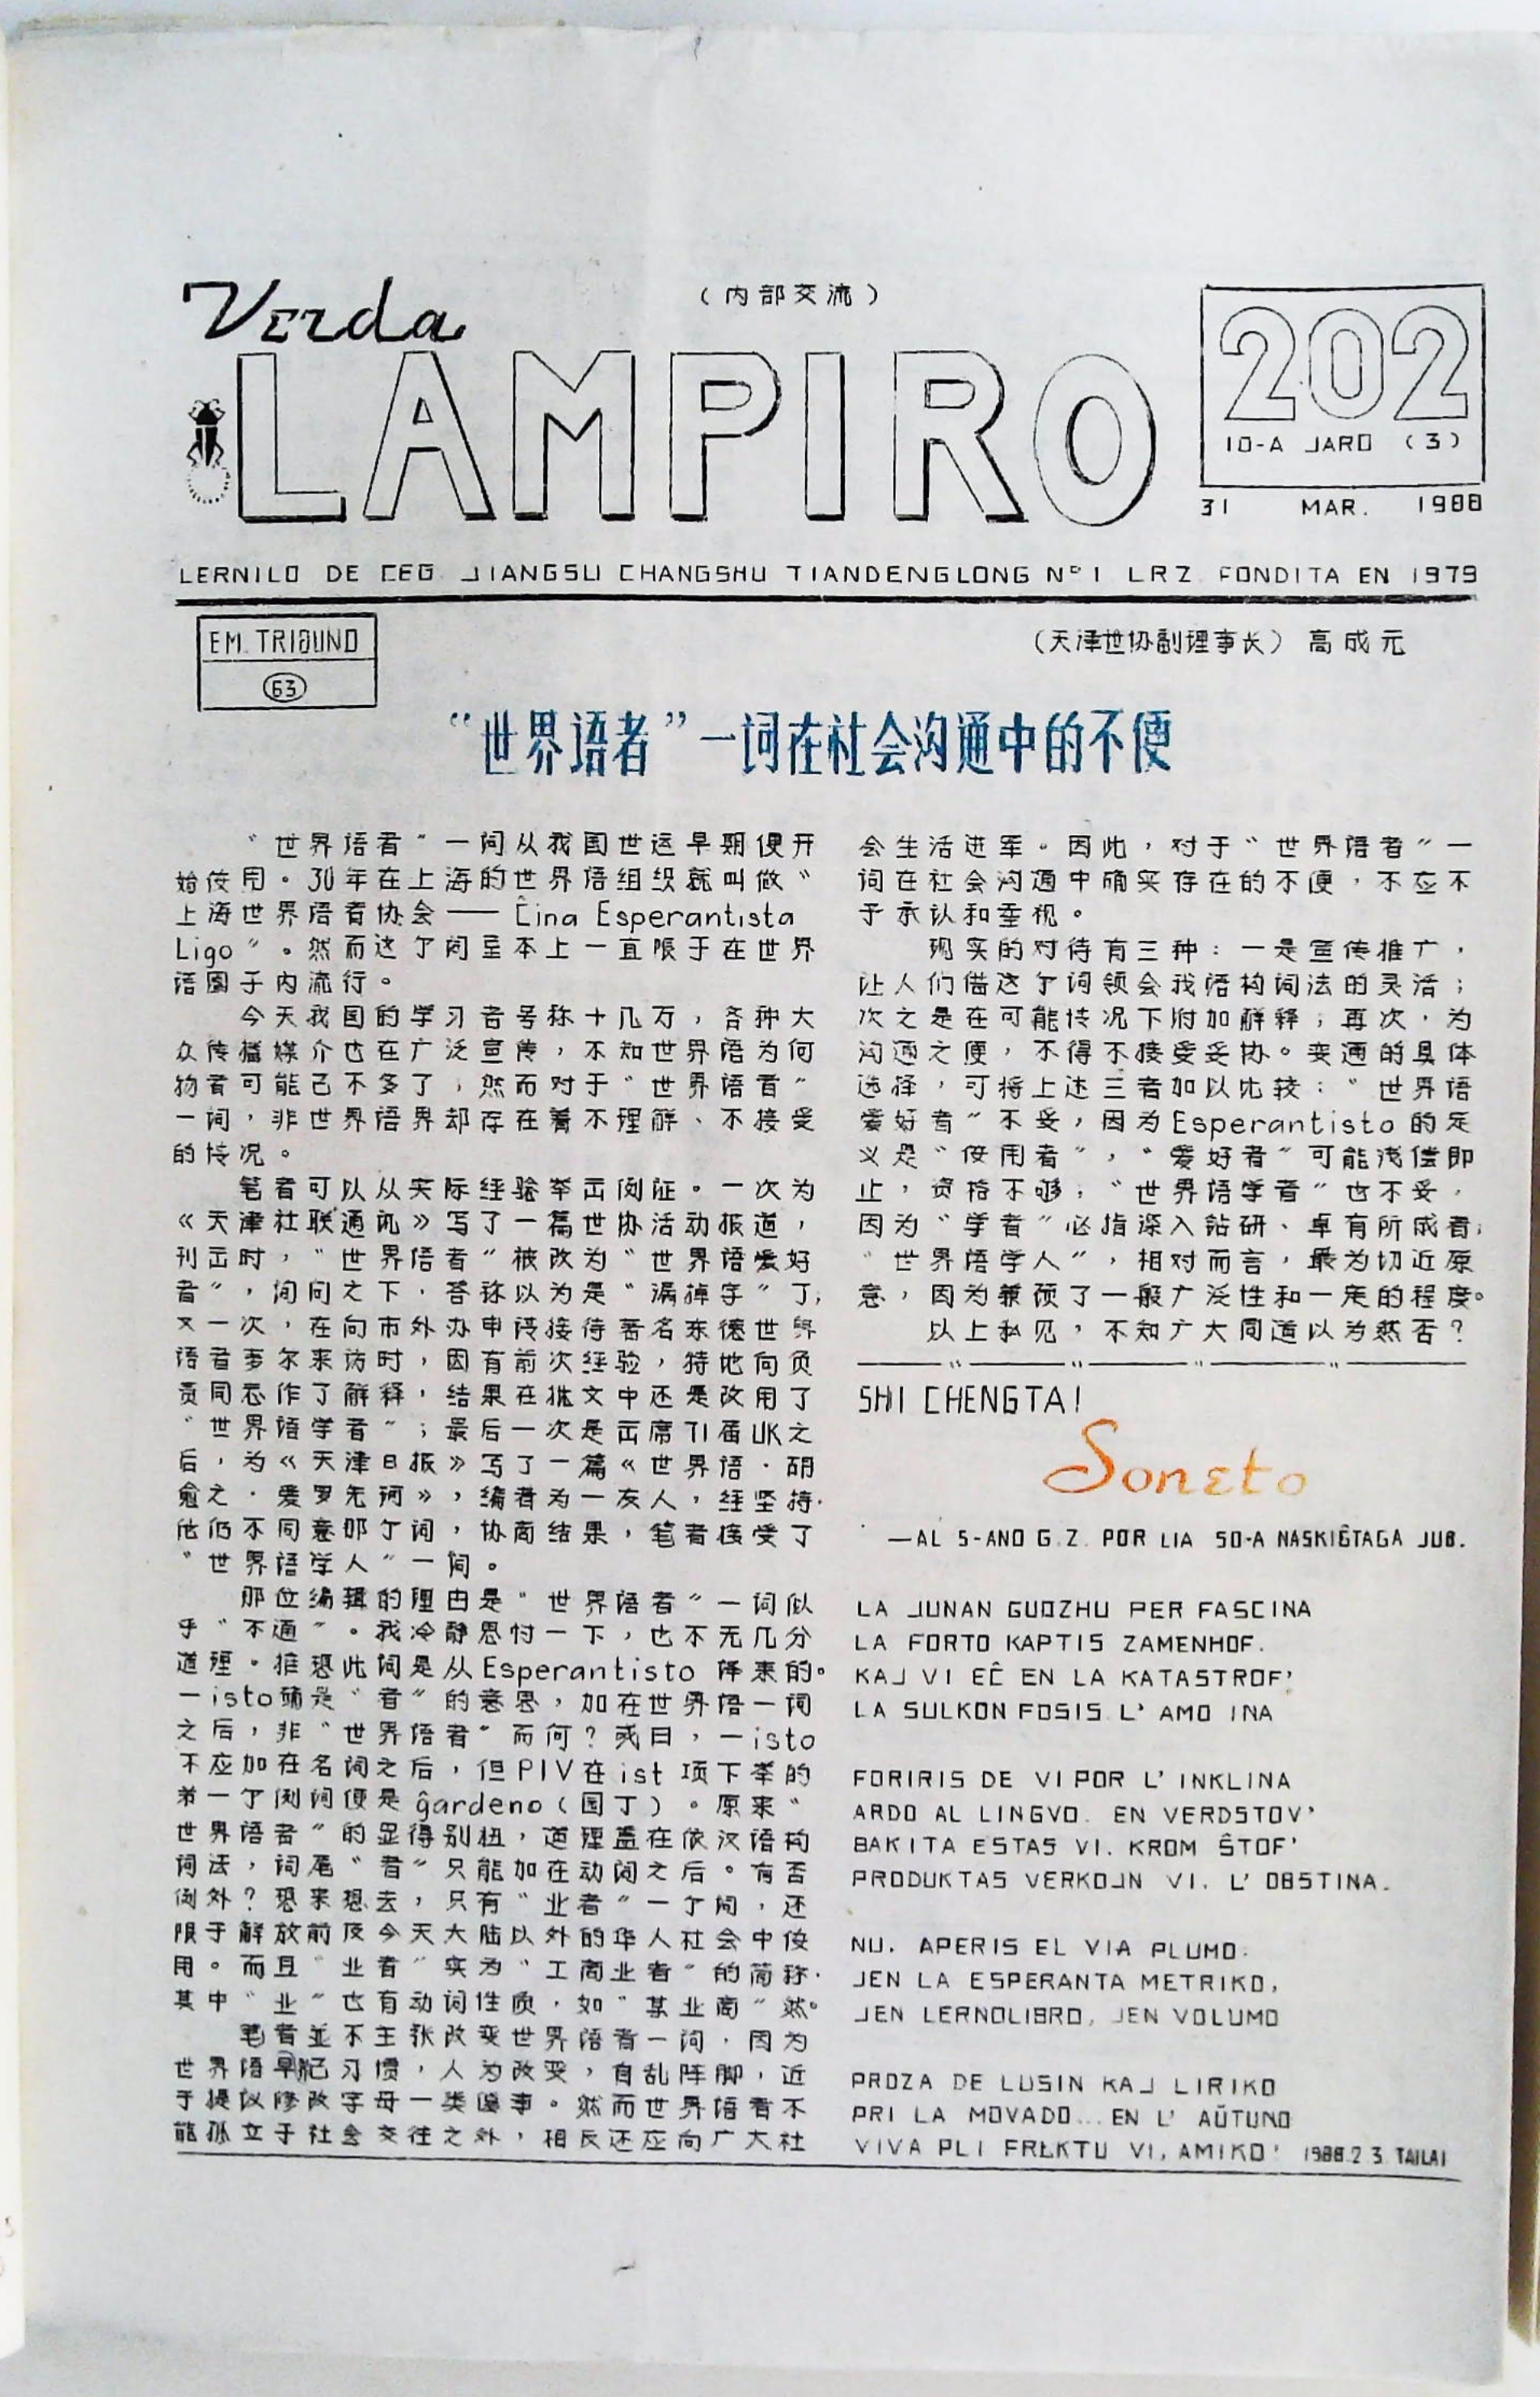 Verda
(内部交流)
LAMPIRO
202
10-A JARO (3)
31 MAR. 1988
LERNILO DE CEG JIANGSU CHANGSHU TIANDENGLONG N°1 LRZ FONDITA EN 1979
EM. TRIBUNO
63
(天津世协副理事长) 高成元
“世界语者”一词在社会沟通中的不便
“世界语者”一词从我国世运早期便开
始使用。30年在上海的世界语组织就叫做“
上海世界语者协会—— Ĉina Esperantista
Ligo”。然而这个词基本上一直限于在世界
语圈子内流行。
今天我国的学习者号称十几万，各种大
众传播媒介也在广泛宣传，不知世界语为何
物者可能已不多了，然而对于“世界语者”
一词，非世界语界却存在着不理解、不接受
的情况。
笔者可以从实际经验举出例证。一次为
《天津社联通讯》写了一篇世协活动报道，
刊出时，“世界语者”被改为“世界语爱好
者”，询问之下，答称以为是“漏掉字”了；
又一次，在向市外办申请接待著名东德世界
语者多尔来访时，因有前次经验，特地向负
责同志作了解释，结果在批文中还是改用了
“世界语学者”；最后一次是出席71届UK之
后，为《天津日报》写了一篇《世界语·胡
愈之·爱罗先珂》，编者为一友人，经坚持，
他仍不同意那个词，协商结果，笔者接受了
“世界语学人”一词。
那位编辑的理由是“世界语者”一词似
乎“不通”。我冷静思忖一下，也不无几分
道理。推想此词是从Esperantisto 译来的。
—isto确是“者”的意思，加在世界语一词
之后，非“世界语者”而何？或曰，—isto
不应加在名词之后，但PIV在ist 项下举的
第一个例词便是ĝardeno(园丁)。原来“
世界语者”的显得别扭，道理盖在依汉语构
词法，词尾“者”只能加在动词之后。有否
例外？想来想去，只有“业者”一个词，还
限于解放前及今天大陆以外的华人社会中使
用。而且“业者”实为“工商业者”的简称，
其中“业”也有动词性质，如“某业商”然。
笔者並不主张改变世界语者一词，因为
世界语早已习惯，人为改变，自乱阵脚，近
于提议修改字母一类傻事。然而世界语者不
能孤立于社会交往之外，相反还应向广大社
会生活进军。因此，对于“世界语者”一
词在社会沟通中确实存在的不便，不应不
予承认和重视。
现实的对待有三种：一是宣传推广，
让人们借这个词领会我语构词法的灵活；
次之是在可能情况下附加解释；再次，为
沟通之便，不得不接受妥协。变通的具体
选择，可将上述三者加以比较：“世界语
爱好者”不妥，因为Esperantisto的定
义是“使用者”，“爱好者”可能浅偿即
止，资格不够；“世界语学者”也不妥，
因为“学者”必指深入钻研、卓有所成者；
“世界语学人”，相对而言，最为切近原
意，因为兼顾了一般广泛性和一定的程度。
以上私见，不知广大同道以为然否？
SHI CHENGTAI
Soneto
—AL S-ANO G.Z. POR LIA 50-A NASKIĜTAGA JUB.
LA JUNAN GUOZHU PER FASCINA
LA FORTO KAPTIS ZAMENHOF.
KAJ VI EĈ EN LA KATASTROF'
LA SULKON FOSIS L' AMO INA
FORIRIS DE VI POR L' INKLINA
ARDO AL LINGVO. EN VERDSTOV'
BAKITA ESTAS VI. KROM ŜTOF'
PRODUKTAS VERKOJN VI. L' OBSTINA.
NU. APERIS EL VIA PLUMO:
JEN LA ESPERANTA METRIKO,
JEN LERNOLIBRO, JEN VOLUMO
PROZA DE LUSIN KAJ LIRIKO
PRI LA MOVADO... EN L' AŬTUNO
VIVA PLI FRUKTU VI, AMIKO! 1988.2.3. TAILAI